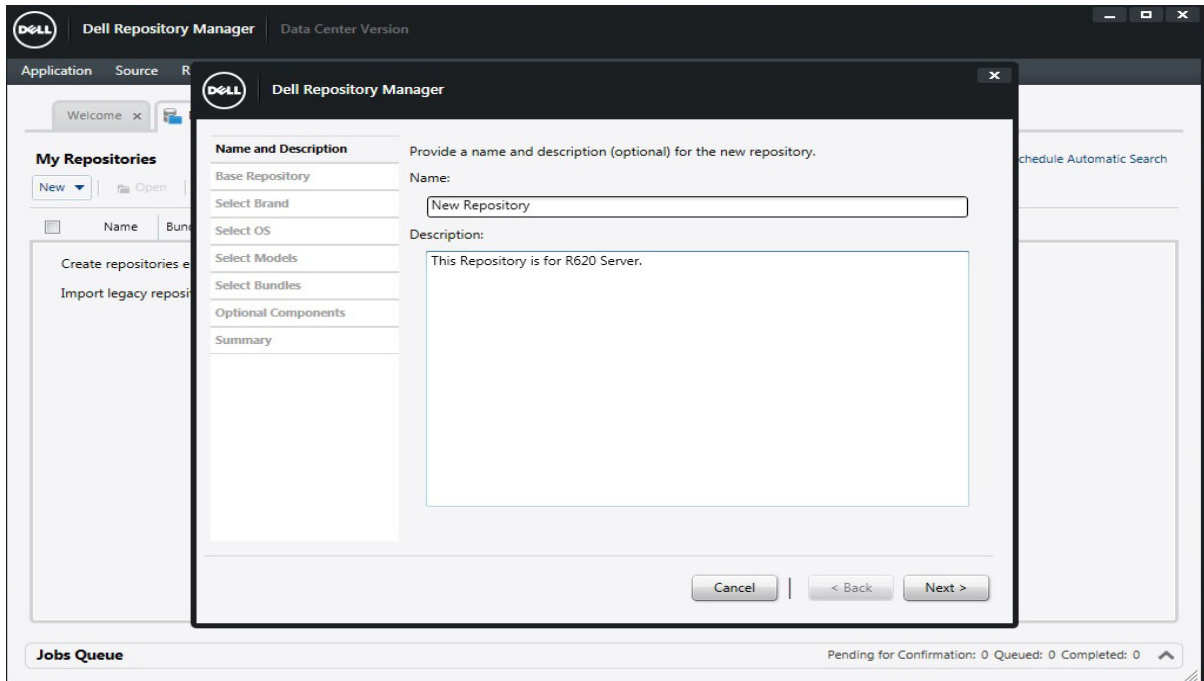 DELL
Dell Repository Manager
Data Center Version
Application Source R
Welcome x
My Repositories
New Open
chedule Automatic Search
Name Bun
Create repositories e
Import legacy reposi
DELL
Dell Repository Manager
Name and Description
Base Repository
Select Brand
Select OS
Select Models
Select Bundles
Optional Components
Summary
Provide a name and description (optional) for the new repository.
Name:
New Repository
Description:
This Repository is for R620 Server.
Cancel < Back Next >
Jobs Queue
Pending for Confirmation: 0 Queued: 0 Completed: 0